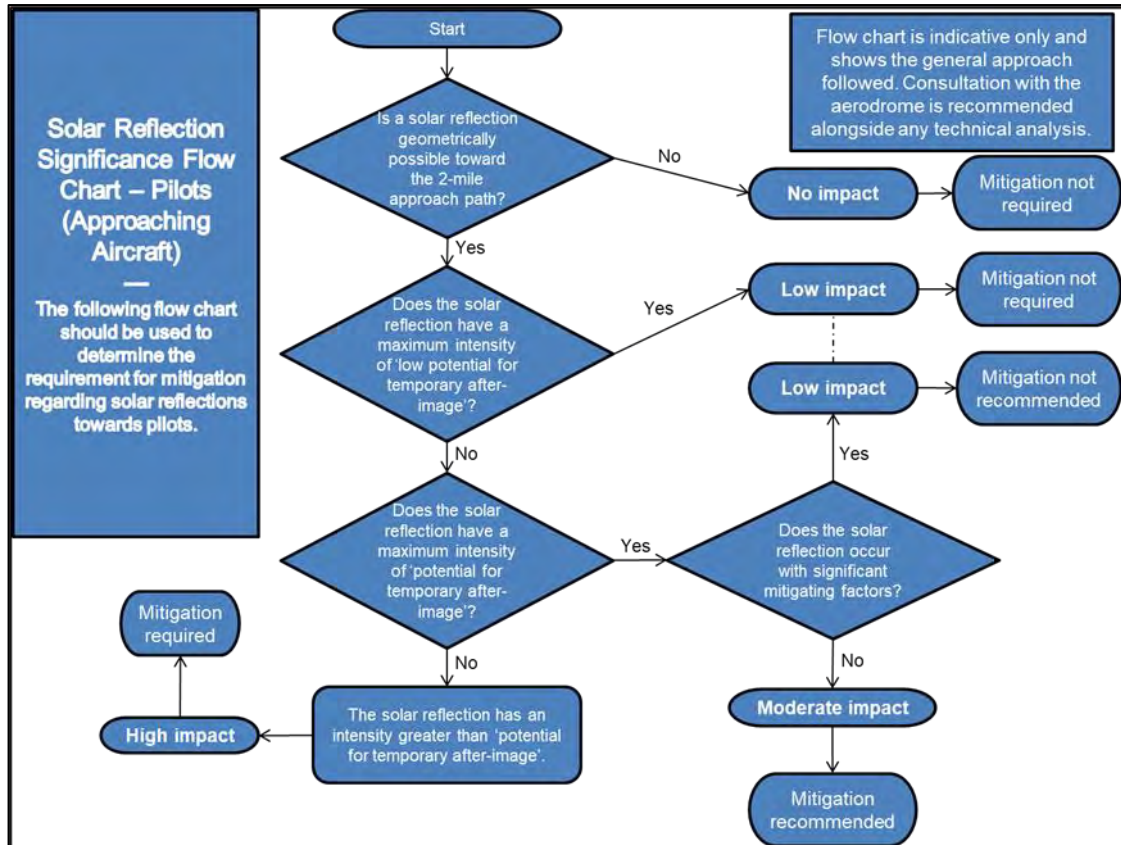 Solar Reflection
Significance Flow
Chart – Pilots
(Approaching
Aircraft)
—
The following flow chart
should be used to
determine the
requirement for mitigation
regarding solar reflections
towards pilots.
Start
Flow chart is indicative only and
shows the general approach
followed. Consultation with the
aerodrome is recommended
alongside any technical analysis.
Is a solar reflection
geometrically
possible toward
the 2-mile
approach path?
No
No impact
Mitigation not
required
Yes
Does the solar
reflection have a
maximum intensity
of ‘low potential for
temporary after-
image’?
Yes
Low impact
Mitigation not
required
Low impact
Mitigation not
recommended
No
Yes
Does the solar
reflection have a
maximum intensity
of ‘potential for
temporary after-
image’?
Yes
Does the solar
reflection occur
with significant
mitigating factors?
Mitigation
required
No
No
The solar reflection has an
intensity greater than ‘potential
for temporary after-image’.
High impact
Moderate impact
Mitigation
recommended